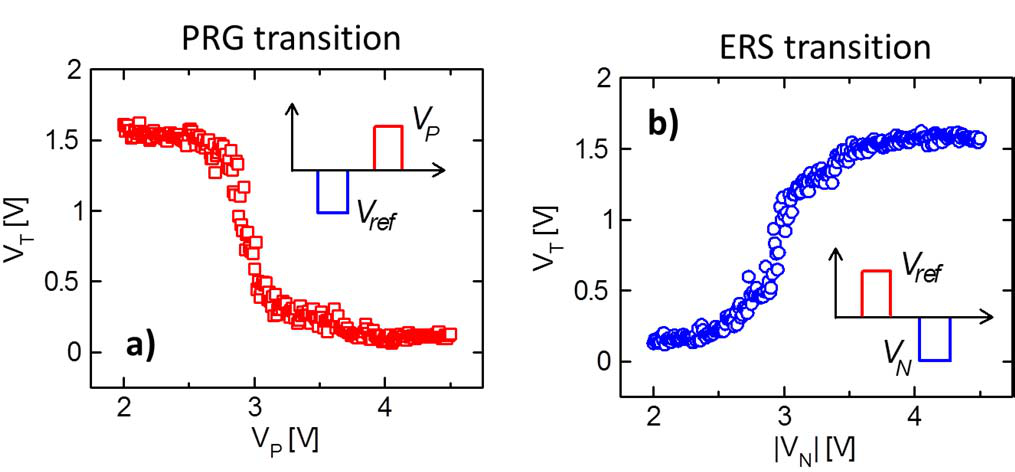 PRG transition
2
1.5
1
0.5
0
V_T [V]
V_P
V_ref
a)
2
3
4
V_P [V]
ERS transition
2
1.5
1
0.5
0
V_T [V]
b)
V_ref
V_N
2
3
4
|V_N| [V]